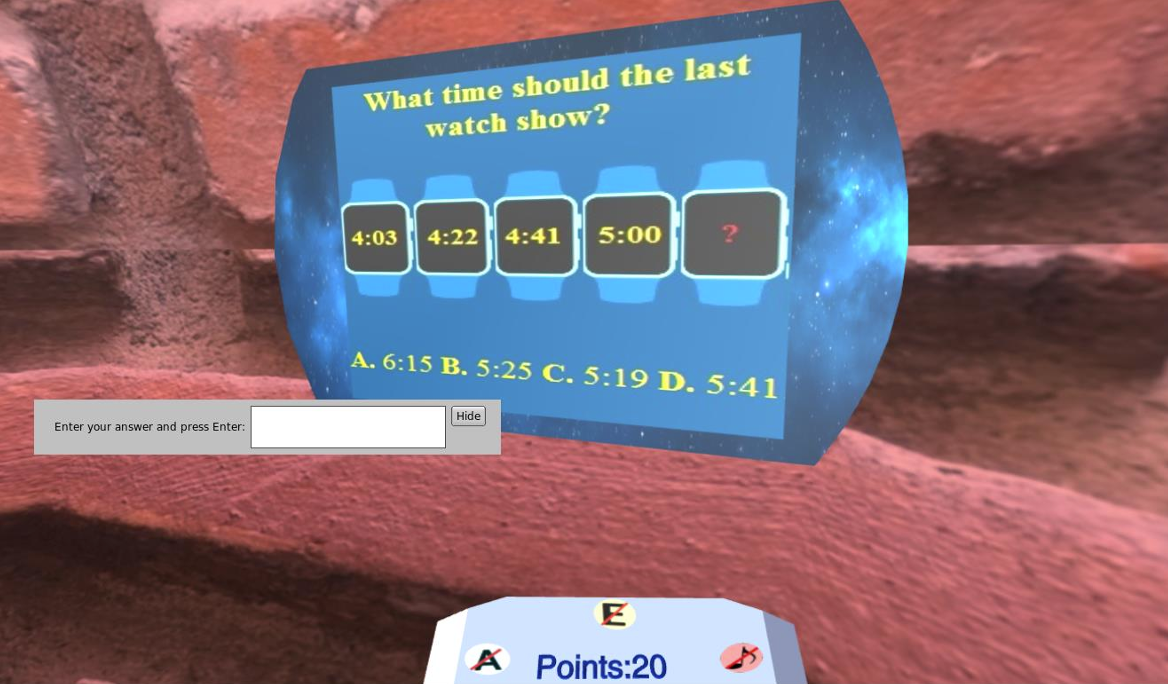 What time should the last
watch show?
4:03 4:22 4:41 5:00 ?
A. 6:15 B. 5:25 C. 5:19 D. 5:41
Enter your answer and press Enter: Hide
E
A
Points:20